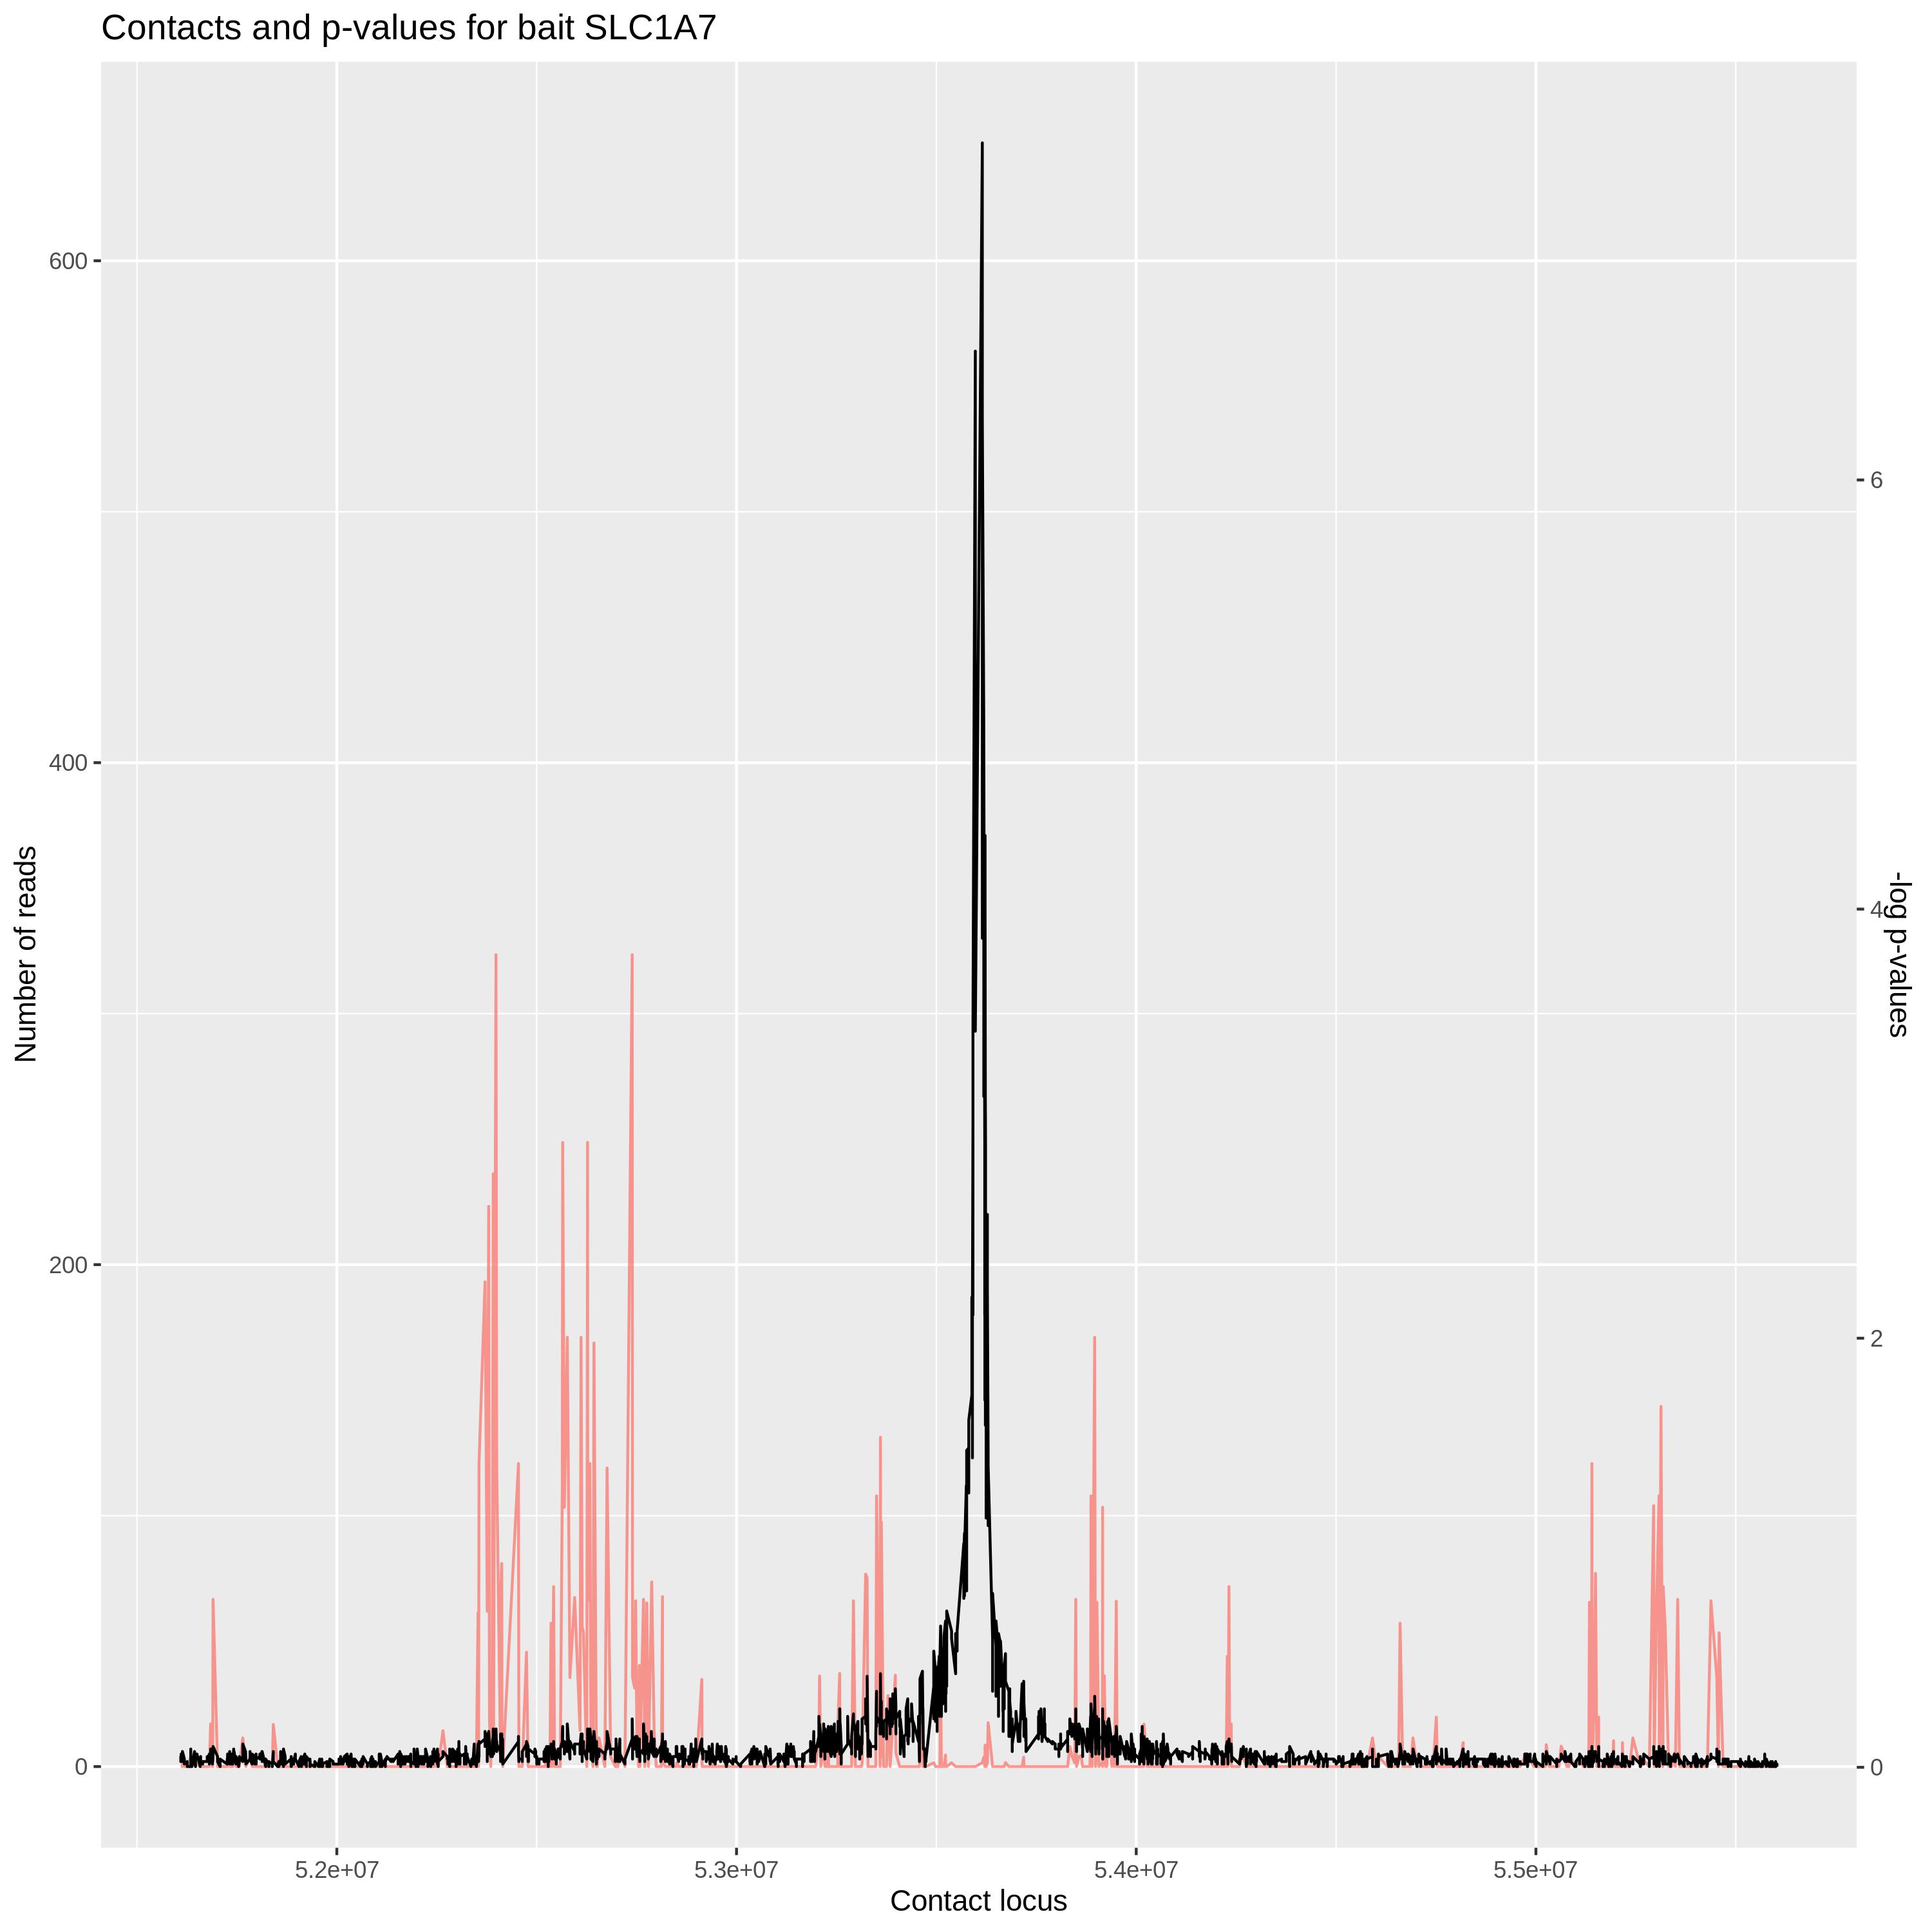 Contacts and p-values for bait SLC1A7
600
400
200
0
Number of reads
6
4
2
0
-log p-values
5.2e+07
5.3e+07
5.4e+07
5.5e+07
Contact locus